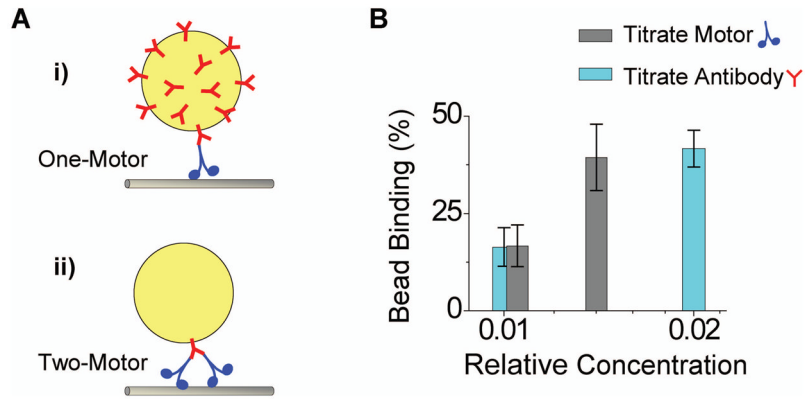 A
i)
One-Motor
ii)
Two-Motor
B
Titrate Motor
Titrate Antibody
50
25
0
Bead Binding (%)
0.01
0.02
Relative Concentration